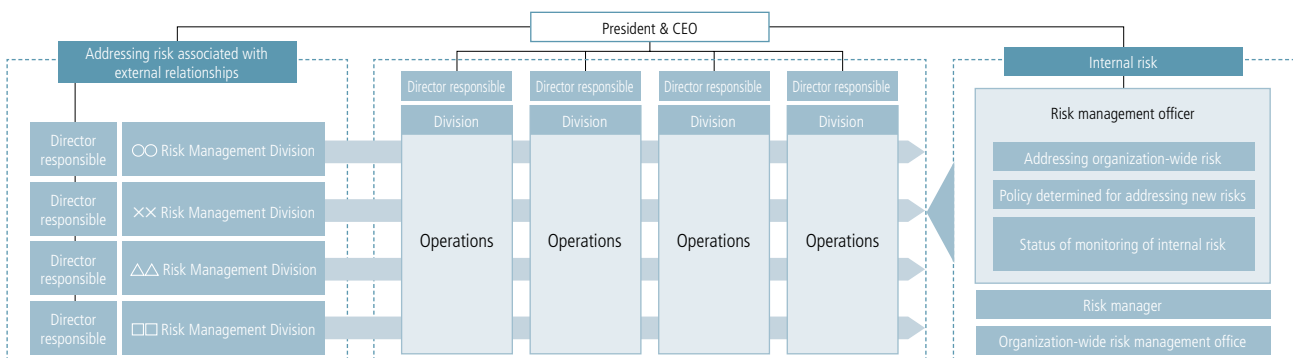 President & CEO
Addressing risk associated with
external relationships
Internal risk
Director responsible
Director responsible
Director responsible
Director responsible
Division
Division
Division
Division
Operations
Operations
Operations
Operations
Director
responsible
○○ Risk Management Division
Director
responsible
×× Risk Management Division
Director
responsible
△△ Risk Management Division
Director
responsible
□□ Risk Management Division
Risk management officer
Addressing organization-wide risk
Policy determined for addressing new risks
Status of monitoring of internal risk
Risk manager
Organization-wide risk management office